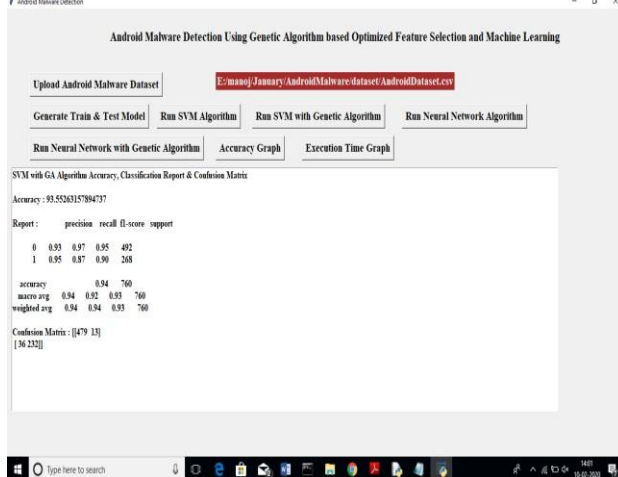 Android Malware Detection
Android Malware Detection Using Genetic Algorithm based Optimized Feature Selection and Machine Learning
Upload Android Malware Dataset
E:/manoj/January/AndroidMalware/dataset/AndroidDataset.csv
Generate Train & Test Model Run SVM Algorithm Run SVM with Genetic Algorithm Run Neural Network Algorithm
Run Neural Network with Genetic Algorithm Accuracy Graph Execution Time Graph
SVM with GA Algorithm Accuracy, Classification Report & Confusion Matrix
Accuracy : 93.55263157894737
Report : precision recall f1-score support
0 0.93 0.97 0.95 492
1 0.95 0.87 0.90 268
accuracy 0.94 760
macro avg 0.94 0.92 0.93 760
weighted avg 0.94 0.94 0.93 760
Confusion Matrix : [[479 13]
[ 36 232]]
Type here to search
14:01
10-02-2020